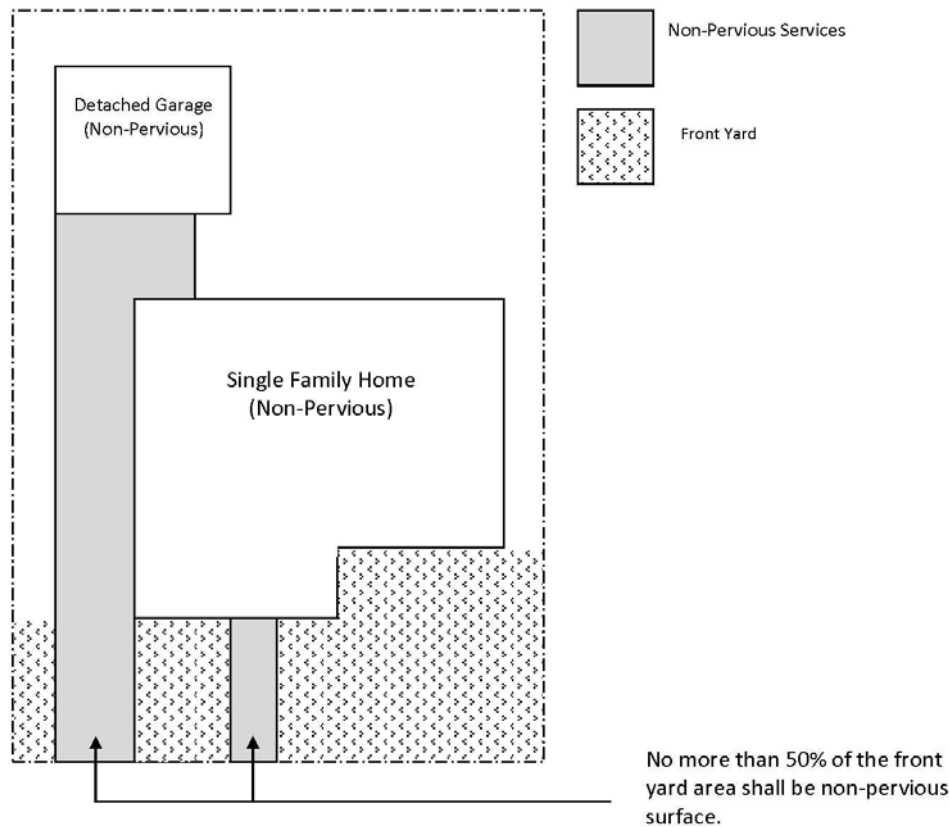 Non-Pervious Services
Detached Garage
(Non-Pervious)
Front Yard
Single Family Home
(Non-Pervious)
No more than 50% of the front
yard area shall be non-pervious
surface.